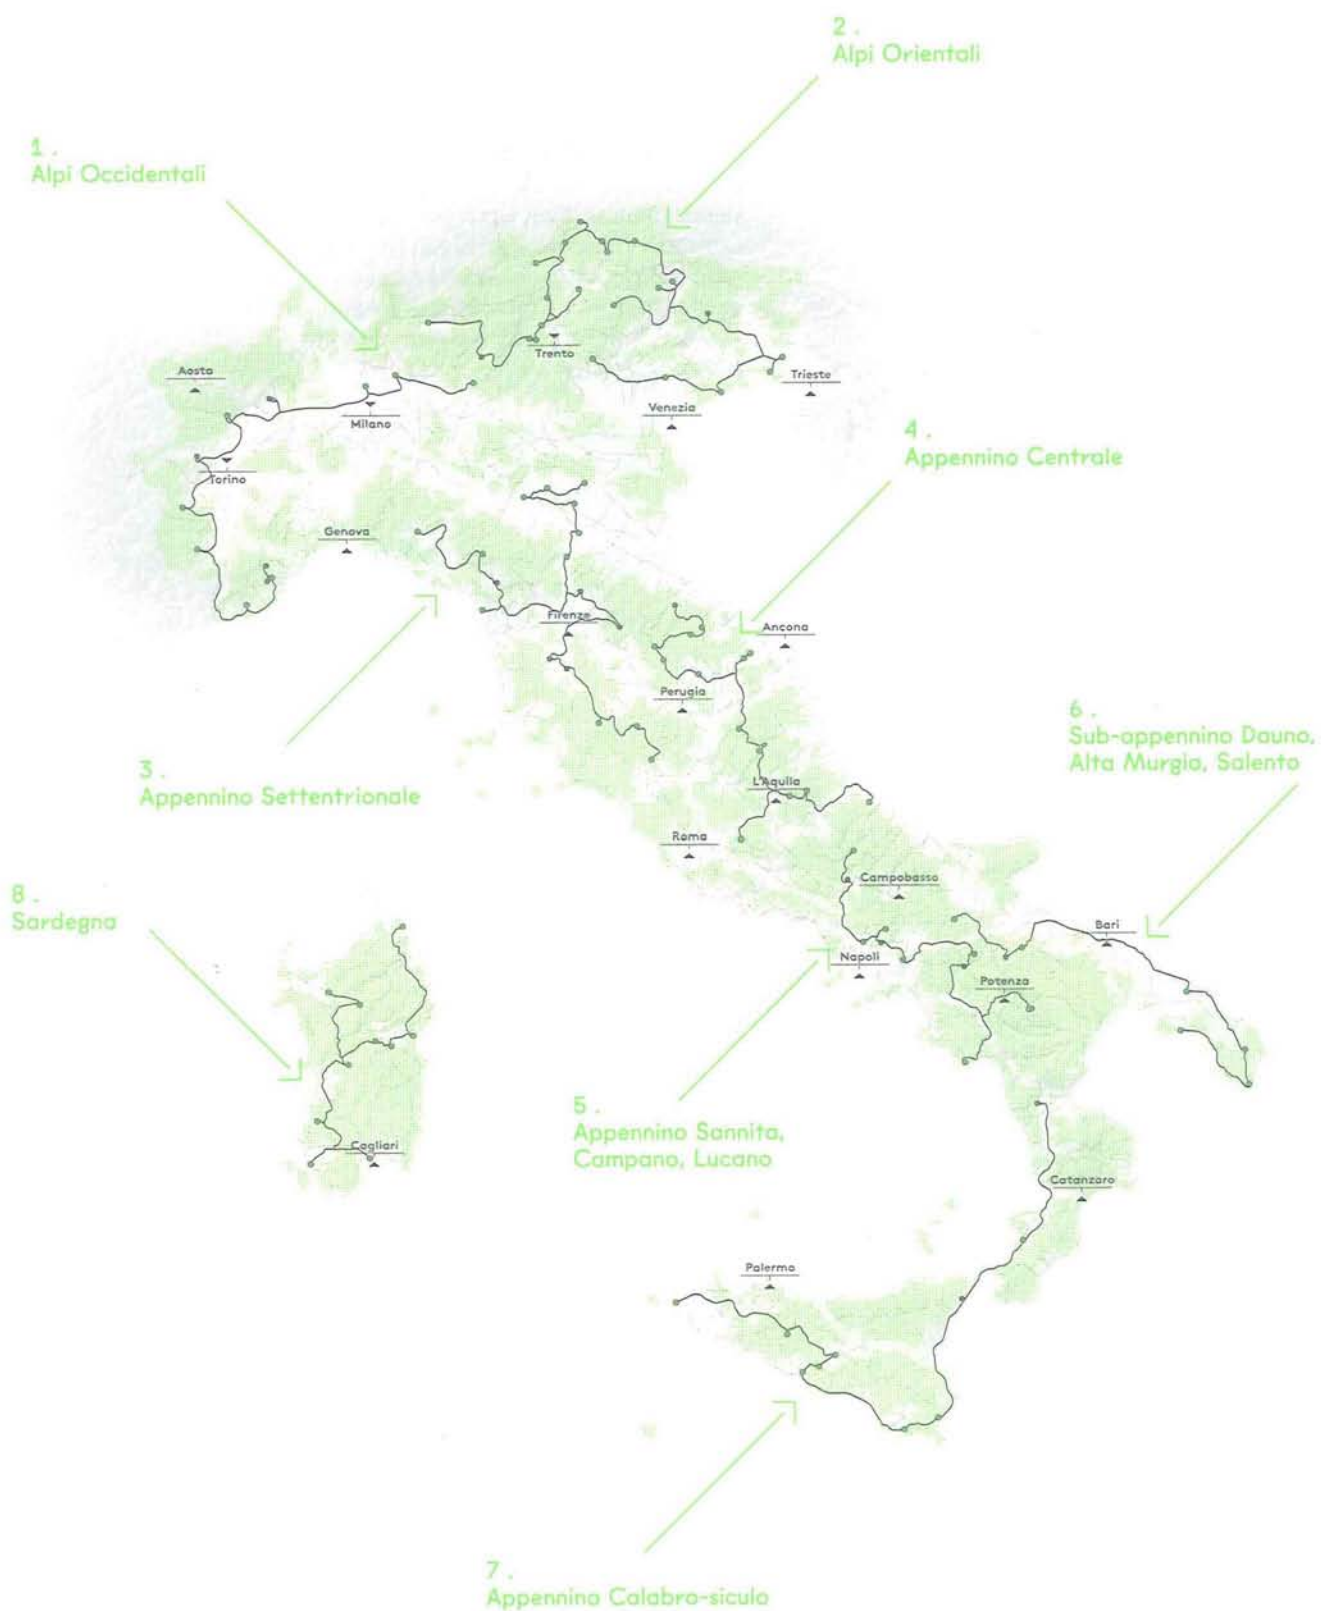 2.
Alpi Orientali
1.
Alpi Occidentali
Aosta
Trento
Trieste
Venezia
Milano
4.
Appennino Centrale
Torino
Genova
Firenze
Ancona
Perugia
6.
Sub-appennino Dauno,
Alta Murgia, Salento
3.
Appennino Settentrionale
L'Aquila
Roma
8.
Sardegna
Campobasso
Bari
Napoli
Potenza
5.
Appennino Sannita,
Campano, Lucano
Cagliari
Catanzaro
Palermo
7.
Appennino Calabro-siculo